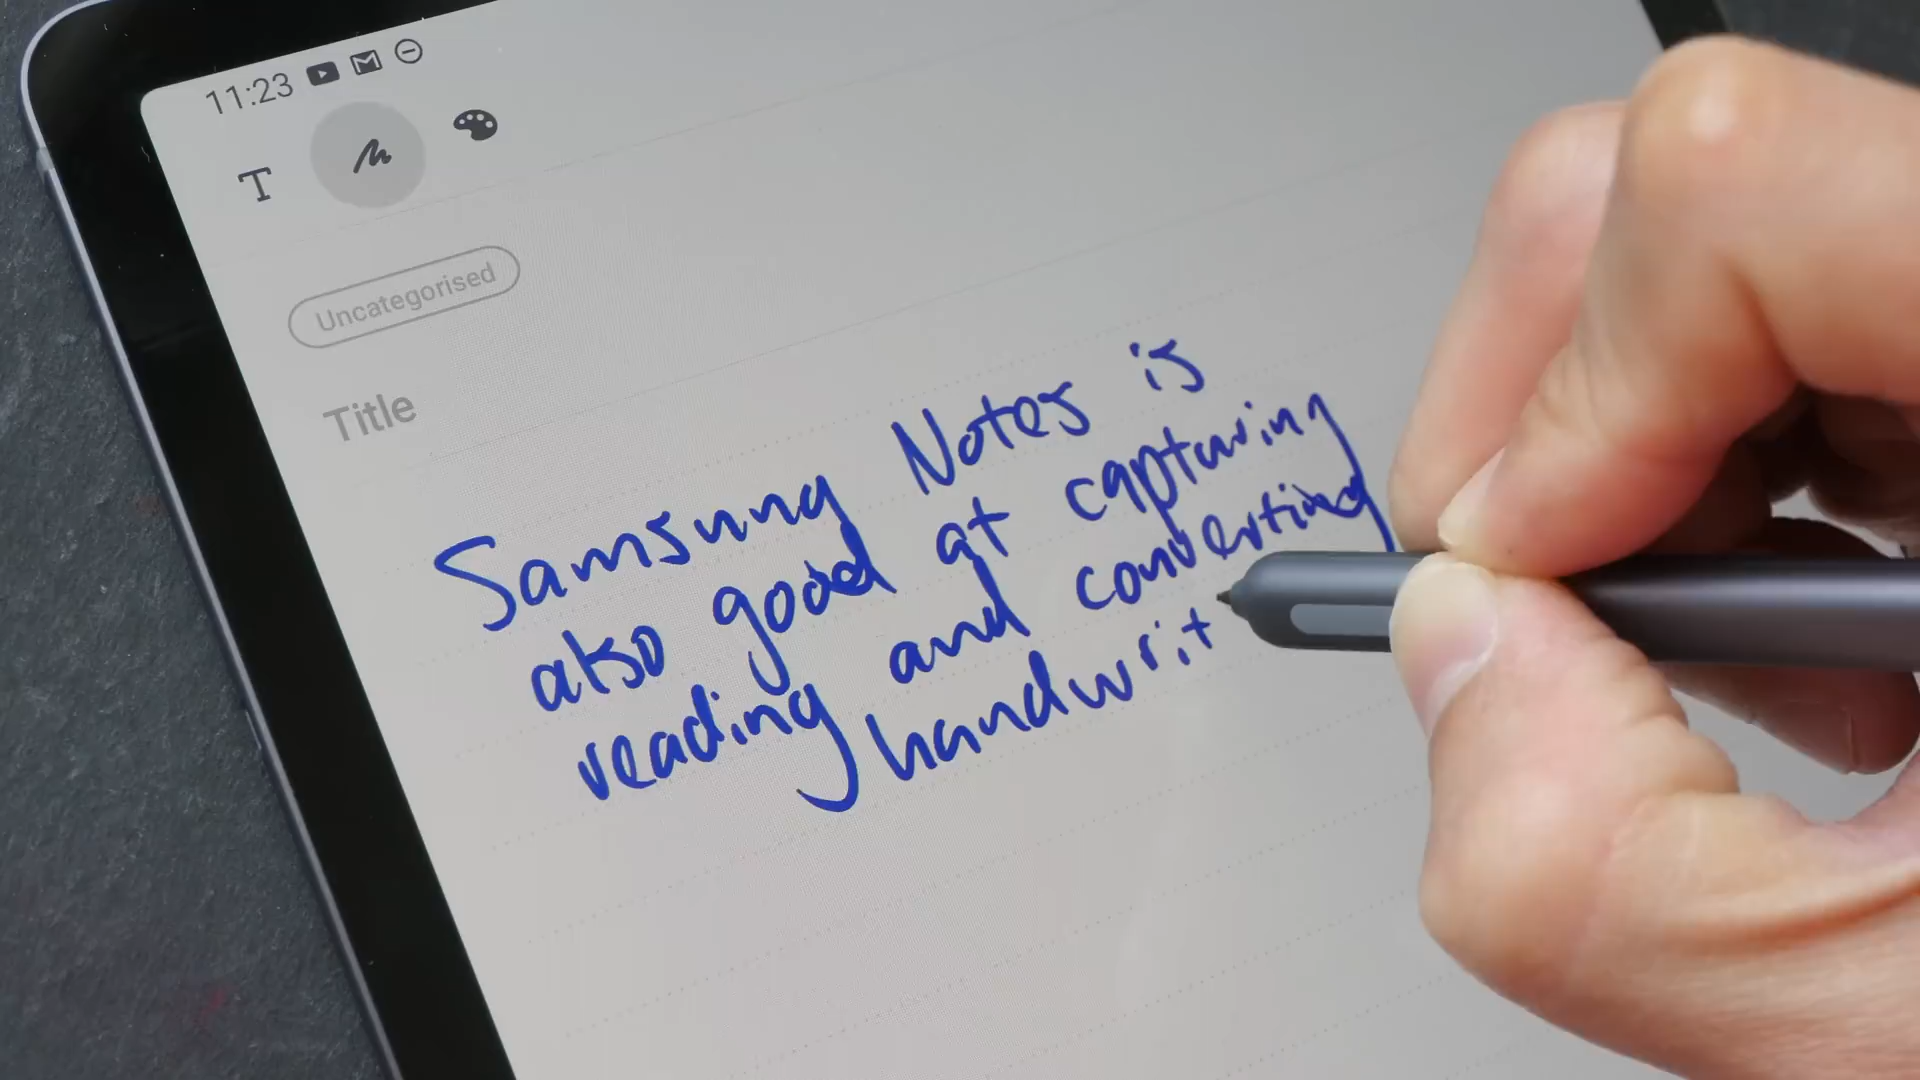 11:23
T
Uncategorised
Title
Samsung Notes is
also good at capturing
reading and converting
handwrit